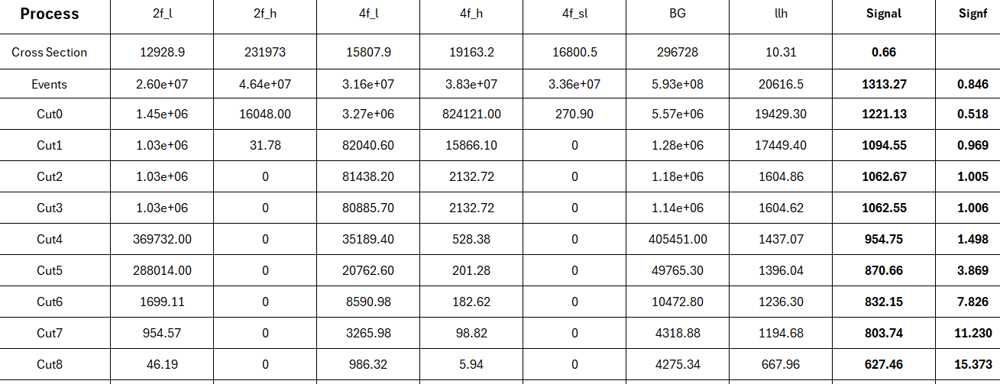 Process 2f_l 2f_h 4f_l 4f_h 4f_sl BG llh Signal Signf
Cross Section 12928.9 231973 15807.9 19163.2 16800.5 296728 10.31 0.66
Events 2.60e+07 4.64e+07 3.16e+07 3.83e+07 3.36e+07 5.93e+08 20616.5 1313.27 0.846
Cut0 1.45e+06 16048.00 3.27e+06 824121.00 270.90 5.57e+06 19429.30 1221.13 0.518
Cut1 1.03e+06 31.78 82040.60 15866.10 0 1.28e+06 17449.40 1094.55 0.969
Cut2 1.03e+06 0 81438.20 2132.72 0 1.18e+06 1604.86 1062.67 1.005
Cut3 1.03e+06 0 80885.70 2132.72 0 1.14e+06 1604.62 1062.55 1.006
Cut4 369732.00 0 35189.40 528.38 0 405451.00 1437.07 954.75 1.498
Cut5 288014.00 0 20762.60 201.28 0 49765.30 1396.04 870.66 3.869
Cut6 1699.11 0 8590.98 182.62 0 10472.80 1236.30 832.15 7.826
Cut7 954.57 0 3265.98 98.82 0 4318.88 1194.68 803.74 11.230
Cut8 46.19 0 986.32 5.94 0 4275.34 667.96 627.46 15.373